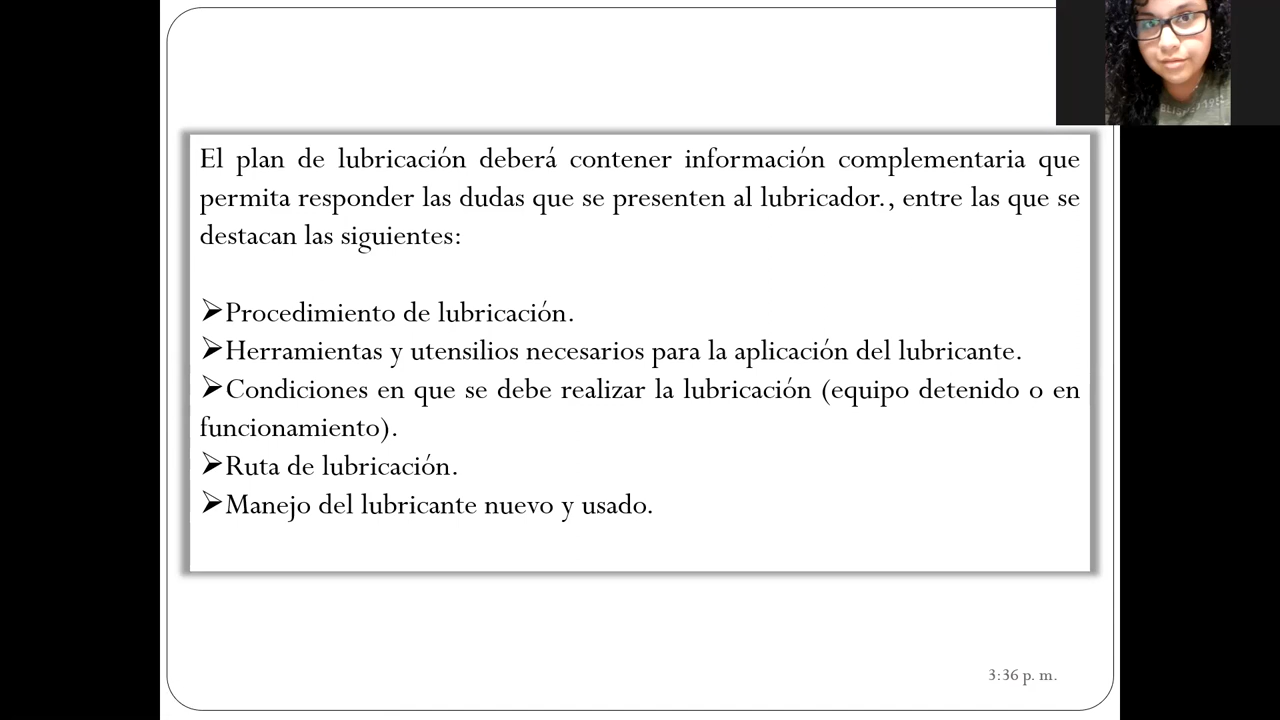 El plan de lubricación deberá contener información complementaria que
permita responder las dudas que se presenten al lubricador., entre las que se
destacan las siguientes:
➢Procedimiento de lubricación.
➢Herramientas y utensilios necesarios para la aplicación del lubricante.
➢Condiciones en que se debe realizar la lubricación (equipo detenido o en
funcionamiento).
➢Ruta de lubricación.
➢Manejo del lubricante nuevo y usado.
3:36 p. m.